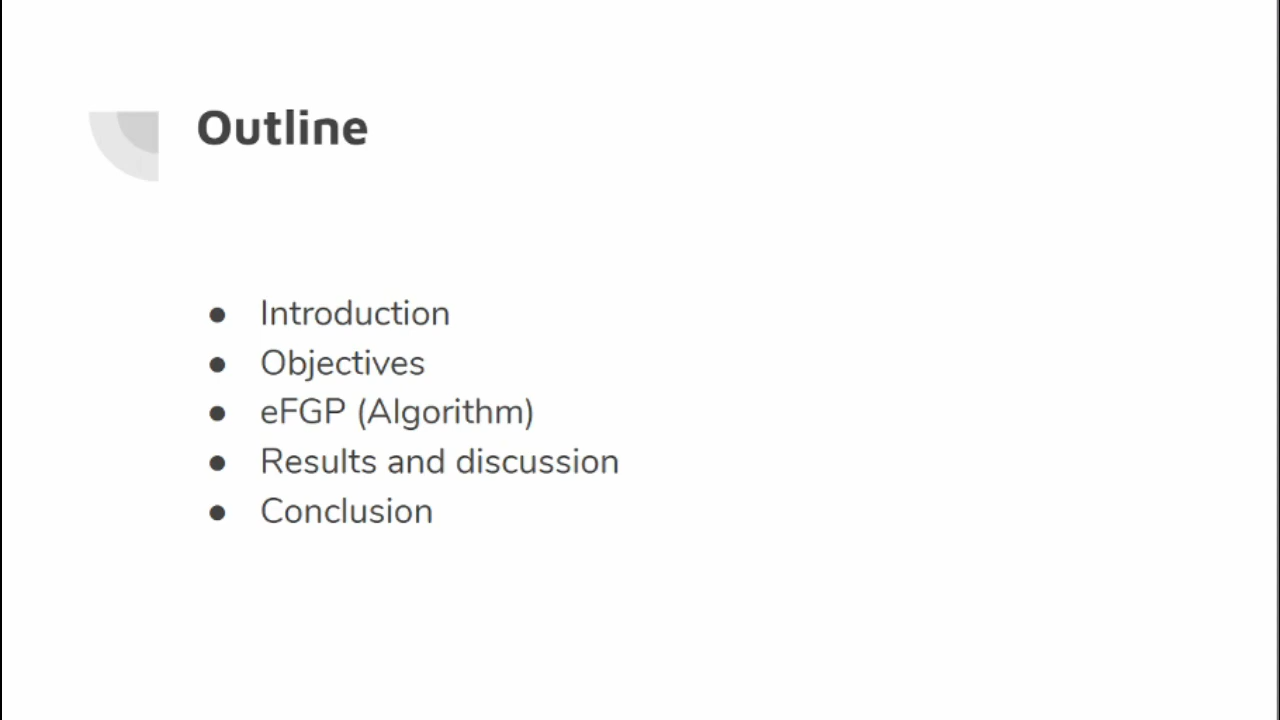 Outline
● Introduction
● Objectives
● eFGP (Algorithm)
● Results and discussion
● Conclusion